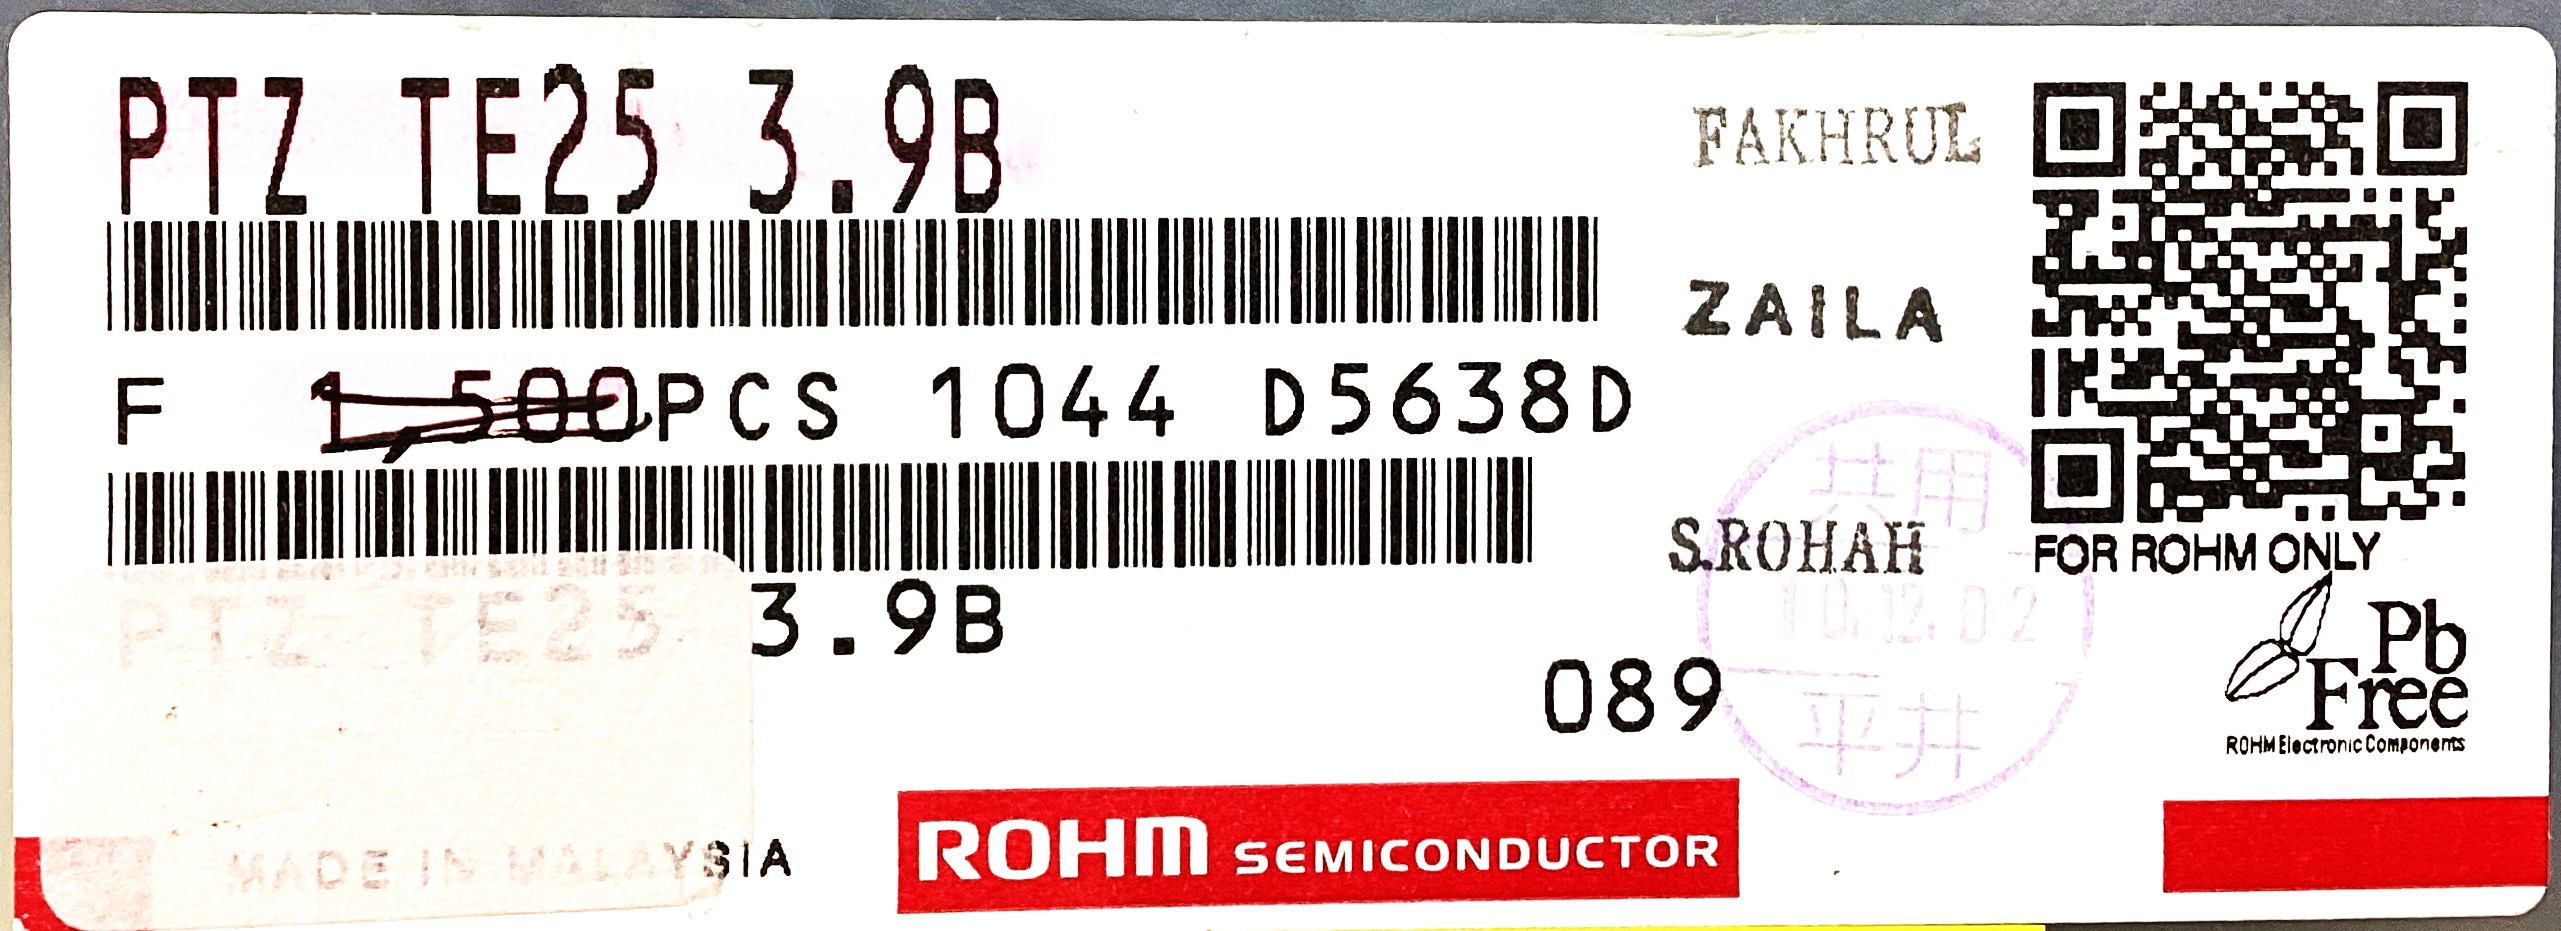 PTZ TE25 3.9B
FAKHRUL
ZAILA
F 1,500PCS 1044 D5638D
共用
S.ROHAH
FOR ROHM ONLY
10.12.02
PTZ TE25 3.9B
089
平井
Pb
Free
ROHM Electronic Components
MADE IN MALAYSIA
ROHM SEMICONDUCTOR